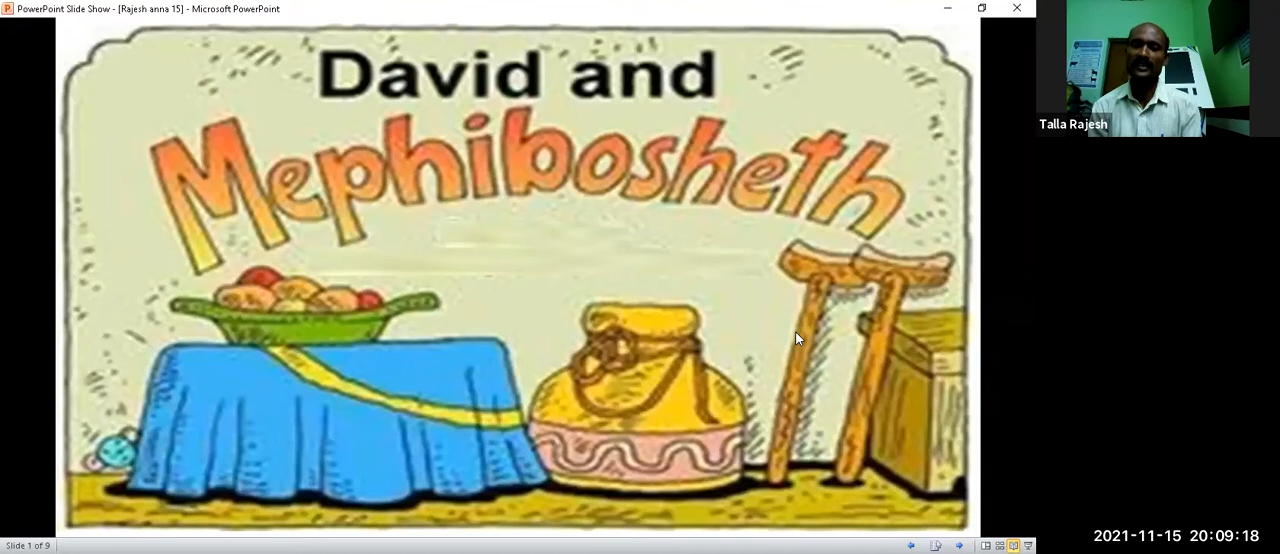 PowerPoint Slide Show - [Rajesh anna 15] - Microsoft PowerPoint
David and
Mephibosheth
Talla Rajesh
Slide 1 of 9
2021-11-15 20:09:18